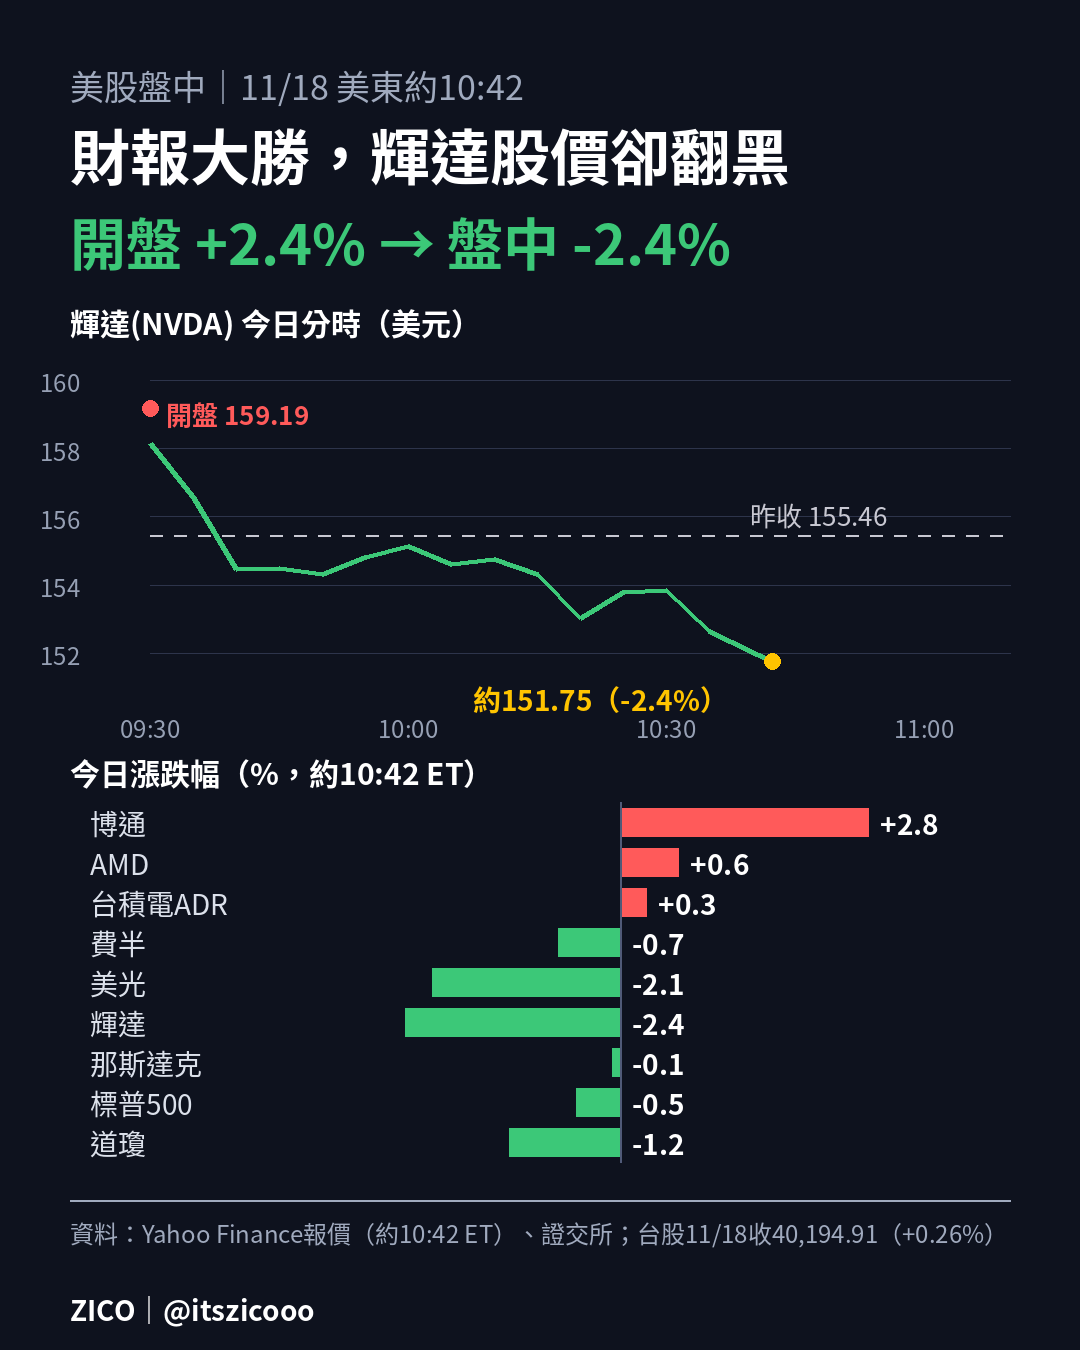 美股盤中｜11/18 美東約10:42
財報大勝，輝達股價卻翻黑
開盤 +2.4% → 盤中 -2.4%
輝達(NVDA) 今日分時（美元）
160
開盤 159.19
158
156
昨收 155.46
154
152
約151.75（-2.4%）
09:30 10:00 10:30 11:00
今日漲跌幅（%，約10:42 ET）
博通 +2.8
AMD +0.6
台積電ADR +0.3
費半 -0.7
美光 -2.1
輝達 -2.4
那斯達克 -0.1
標普500 -0.5
道瓊 -1.2
資料：Yahoo Finance報價（約10:42 ET）、證交所；台股11/18收40,194.91（+0.26%）
ZICO｜@itszicooo